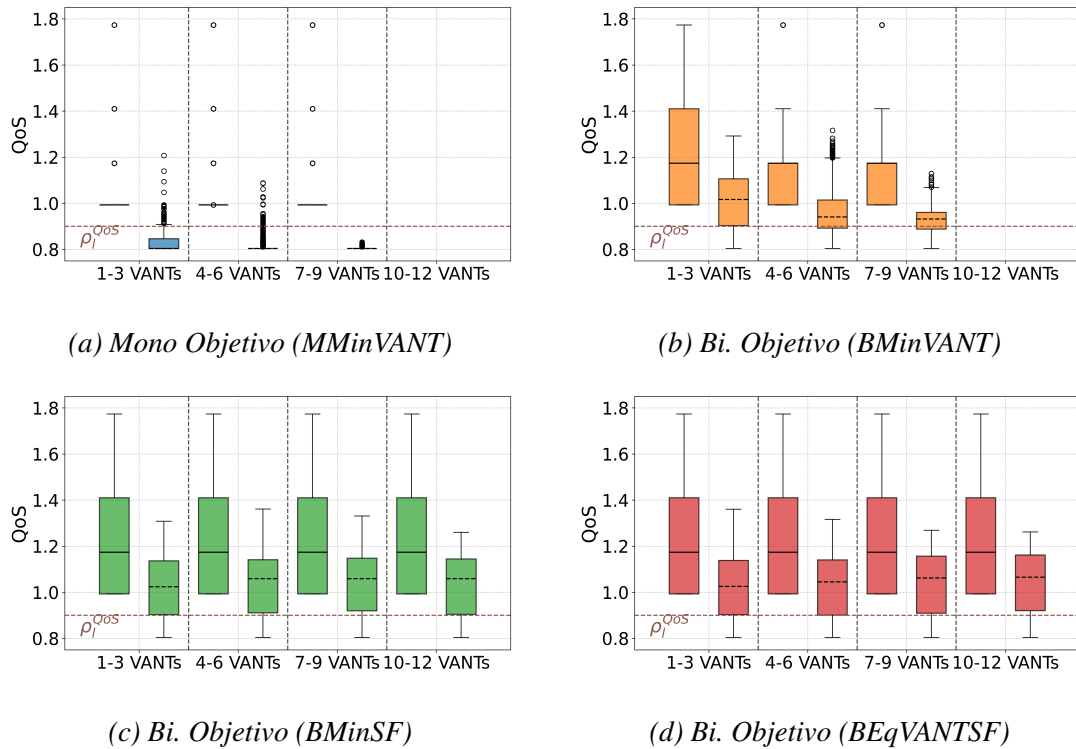 1.8
1.6
1.4
1.2
1.0
0.8
QoS
ρ_l^{QoS}
1-3 VANTs 4-6 VANTs 7-9 VANTs 10-12 VANTs
(a) Mono Objetivo (MMinVANT)
1.8
1.6
1.4
1.2
1.0
0.8
QoS
ρ_l^{QoS}
1-3 VANTs 4-6 VANTs 7-9 VANTs 10-12 VANTs
(b) Bi. Objetivo (BMinVANT)
1.8
1.6
1.4
1.2
1.0
0.8
QoS
ρ_l^{QoS}
1-3 VANTs 4-6 VANTs 7-9 VANTs 10-12 VANTs
(c) Bi. Objetivo (BMinSF)
1.8
1.6
1.4
1.2
1.0
0.8
QoS
ρ_l^{QoS}
1-3 VANTs 4-6 VANTs 7-9 VANTs 10-12 VANTs
(d) Bi. Objetivo (BEqVANTSF)